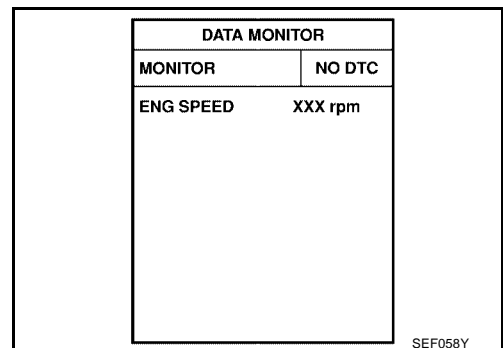 DATA MONITOR
MONITOR NO DTC
ENG SPEED XXX rpm
SEF058Y